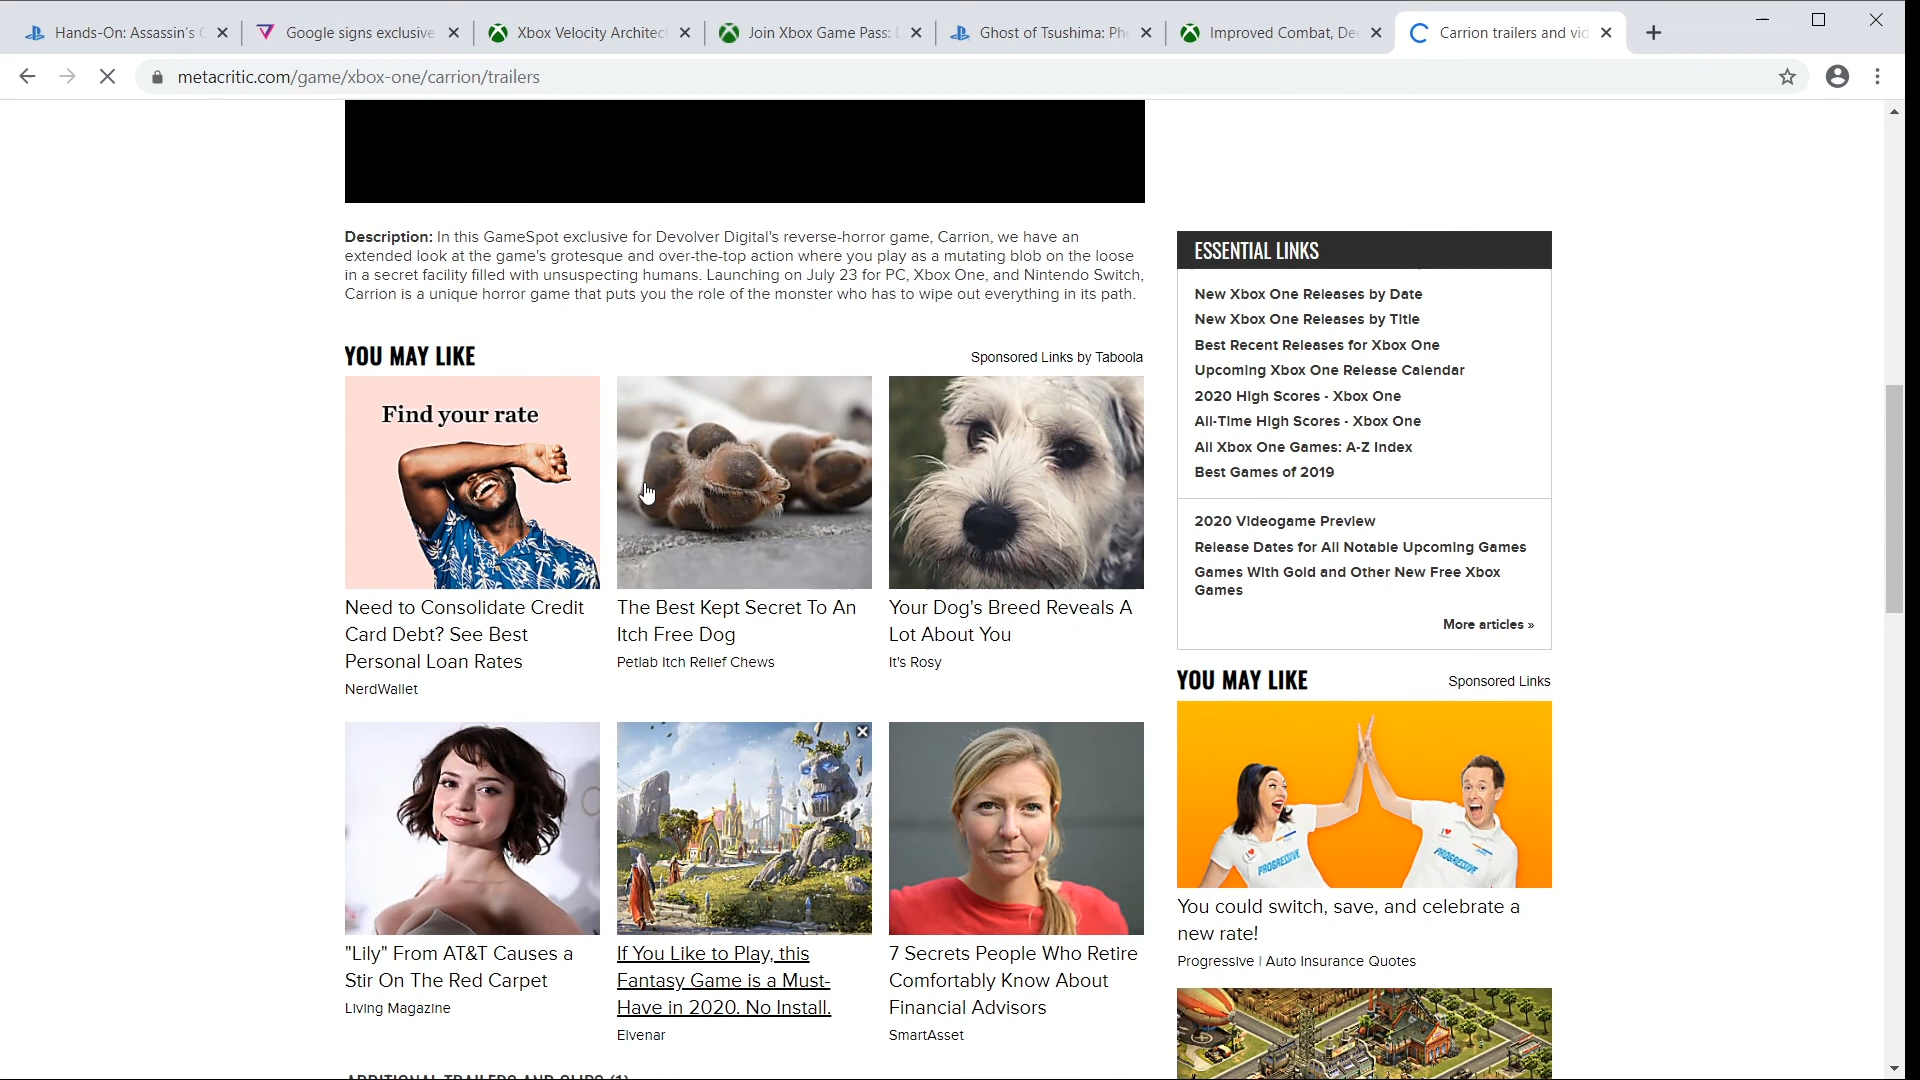 Hands-On: Assassin's C
Google signs exclusive
Xbox Velocity Architec
Join Xbox Game Pass: D
Ghost of Tsushima: Pho
Improved Combat, De
Carrion trailers and vid
metacritic.com/game/xbox-one/carrion/trailers
Description: In this GameSpot exclusive for Devolver Digital's reverse-horror game, Carrion, we have an
extended look at the game's grotesque and over-the-top action where you play as a mutating blob on the loose
in a secret facility filled with unsuspecting humans. Launching on July 23 for PC, Xbox One, and Nintendo Switch,
Carrion is a unique horror game that puts you the role of the monster who has to wipe out everything in its path.
YOU MAY LIKE
Sponsored Links by Taboola
Find your rate
Need to Consolidate Credit
Card Debt? See Best
Personal Loan Rates
NerdWallet
The Best Kept Secret To An
Itch Free Dog
Petlab Itch Relief Chews
Your Dog's Breed Reveals A
Lot About You
It's Rosy
"Lily" From AT&T Causes a
Stir On The Red Carpet
Living Magazine
If You Like to Play, this
Fantasy Game is a Must-
Have in 2020. No Install.
Elvenar
7 Secrets People Who Retire
Comfortably Know About
Financial Advisors
SmartAsset
ADDITIONAL TRAILERS AND CLIPS (1)
ESSENTIAL LINKS
New Xbox One Releases by Date
New Xbox One Releases by Title
Best Recent Releases for Xbox One
Upcoming Xbox One Release Calendar
2020 High Scores - Xbox One
All-Time High Scores - Xbox One
All Xbox One Games: A-Z Index
Best Games of 2019
2020 Videogame Preview
Release Dates for All Notable Upcoming Games
Games With Gold and Other New Free Xbox
Games
More articles »
YOU MAY LIKE
Sponsored Links
PROGRESSIVE
PROGRESSIVE
You could switch, save, and celebrate a
new rate!
Progressive | Auto Insurance Quotes